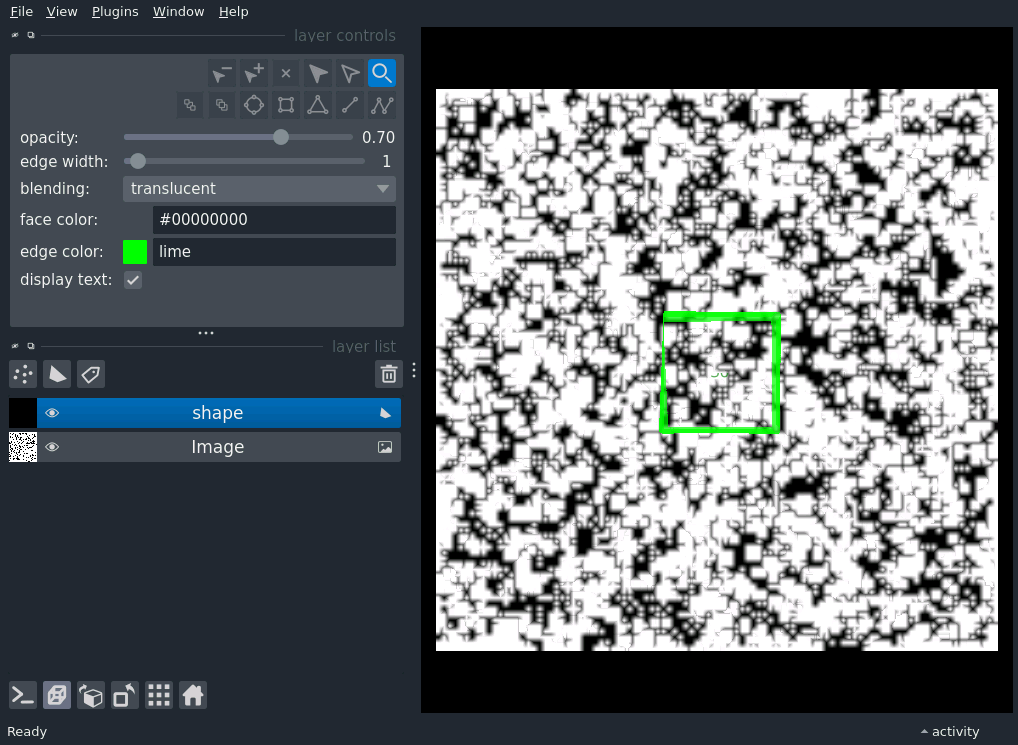 File View Plugins Window Help
layer controls
opacity: 0.70
edge width: 1
blending: translucent
face color: #00000000
edge color: lime
display text:
layer list
shape
Image
Ready
activity